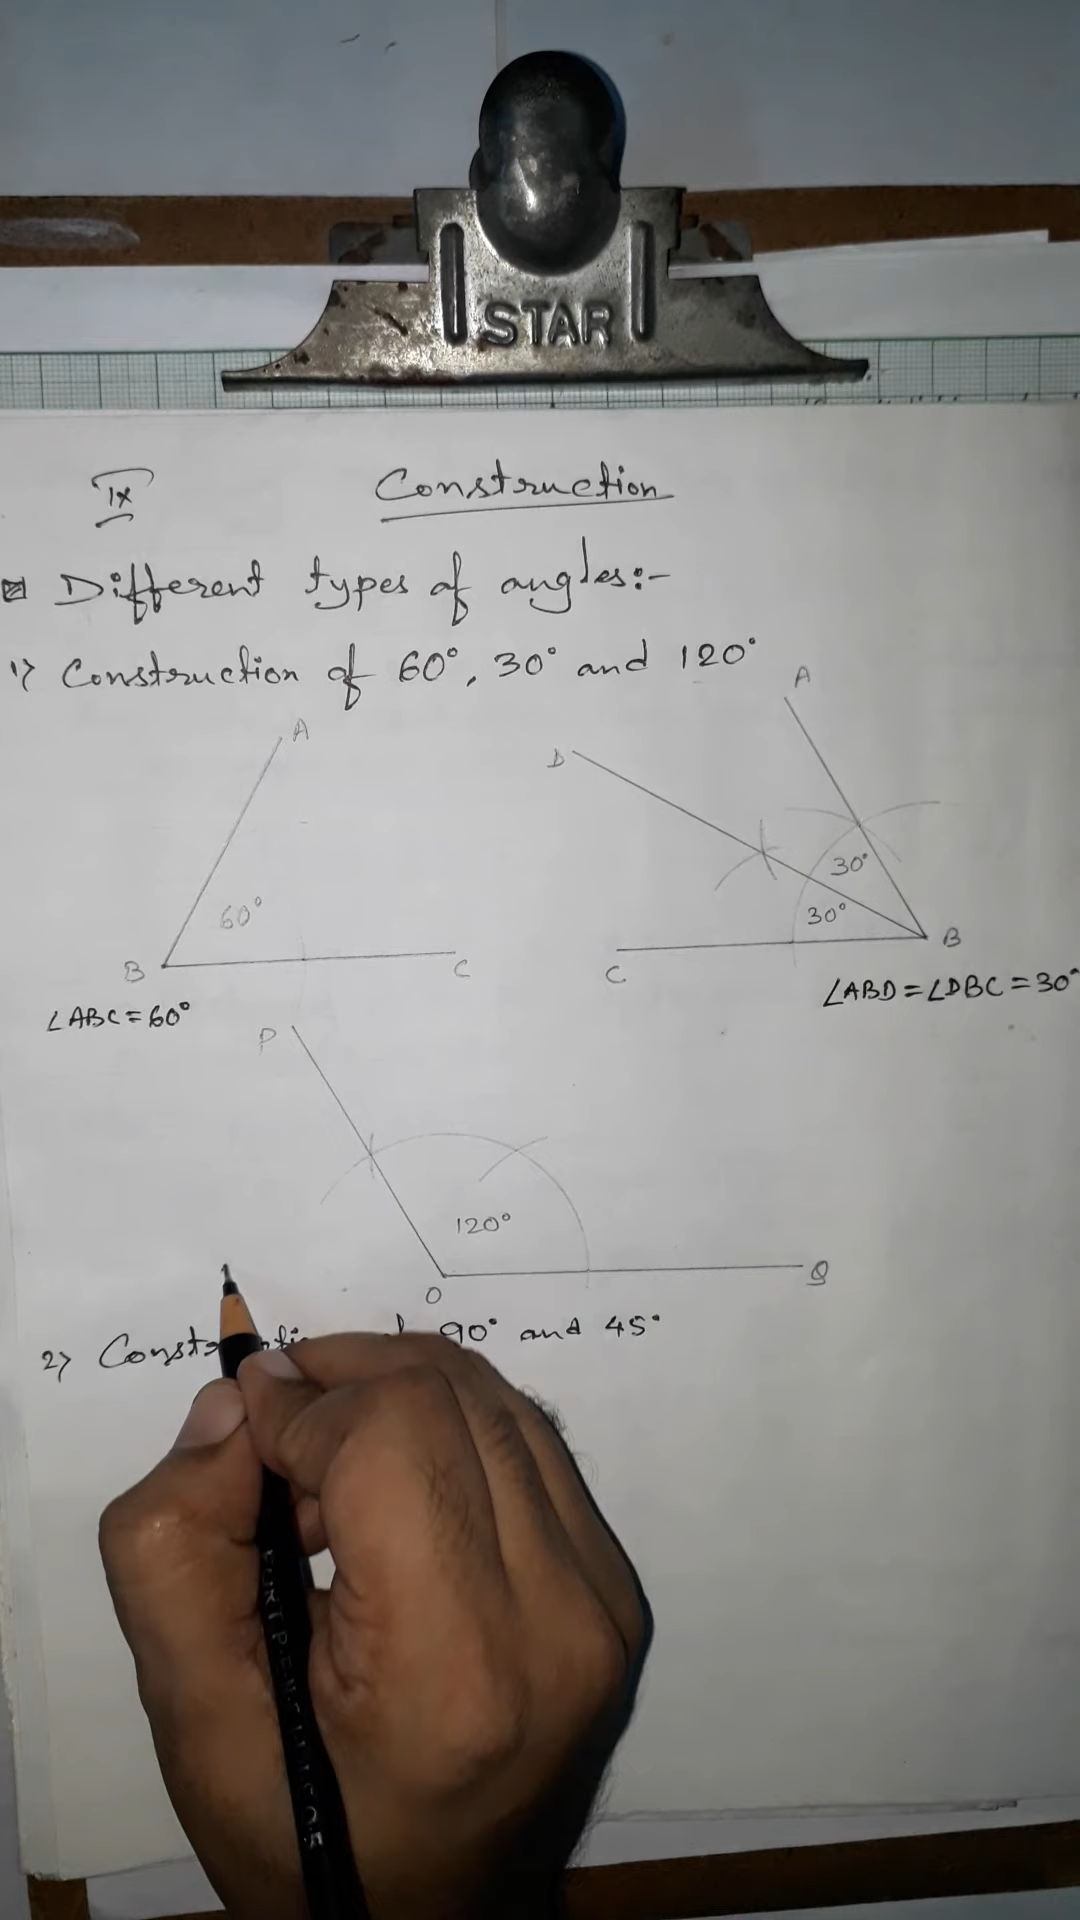 STAR
IX
Construction
Different types of angles:-
1) Construction of 60°, 30° and 120°
A
60°
B
C
∠ABC = 60°
A
D
30°
30°
B
C
∠ABD = ∠DBC = 30°
P
120°
O
Q
2) 90° and 45°